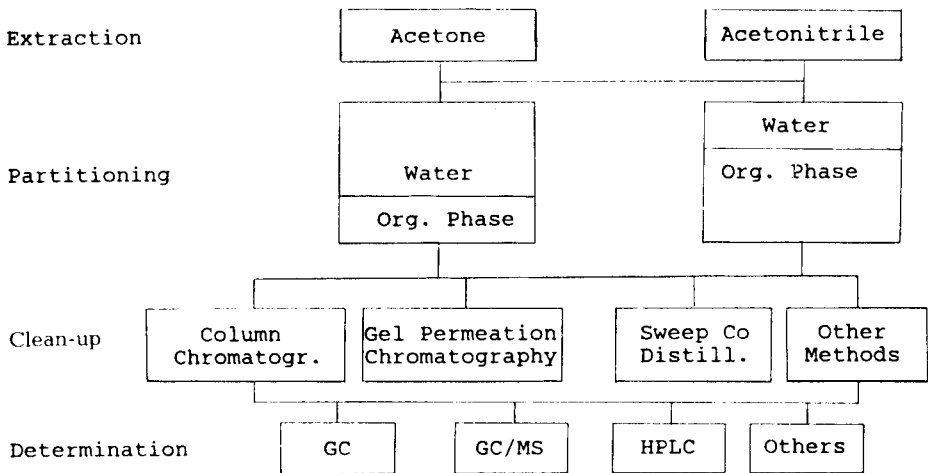 Extraction
Acetone
Acetonitrile
Partitioning
Water
Org. Phase
Water
Org. Phase
Clean-up
Column
Chromatogr.
Gel Permeation
Chromatography
Sweep Co
Distill.
Other
Methods
Determination
GC
GC/MS
HPLC
Others